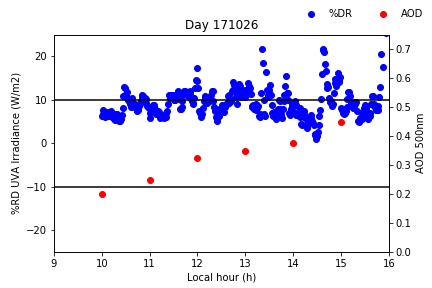 %DR AOD
Day 171026
%RD UVA Irradiance (W/m2)
20
10
0
−10
−20
0.7
0.6
0.5
0.4
0.3
0.2
0.1
0.0
AOD 500nm
9 10 11 12 13 14 15 16
Local hour (h)